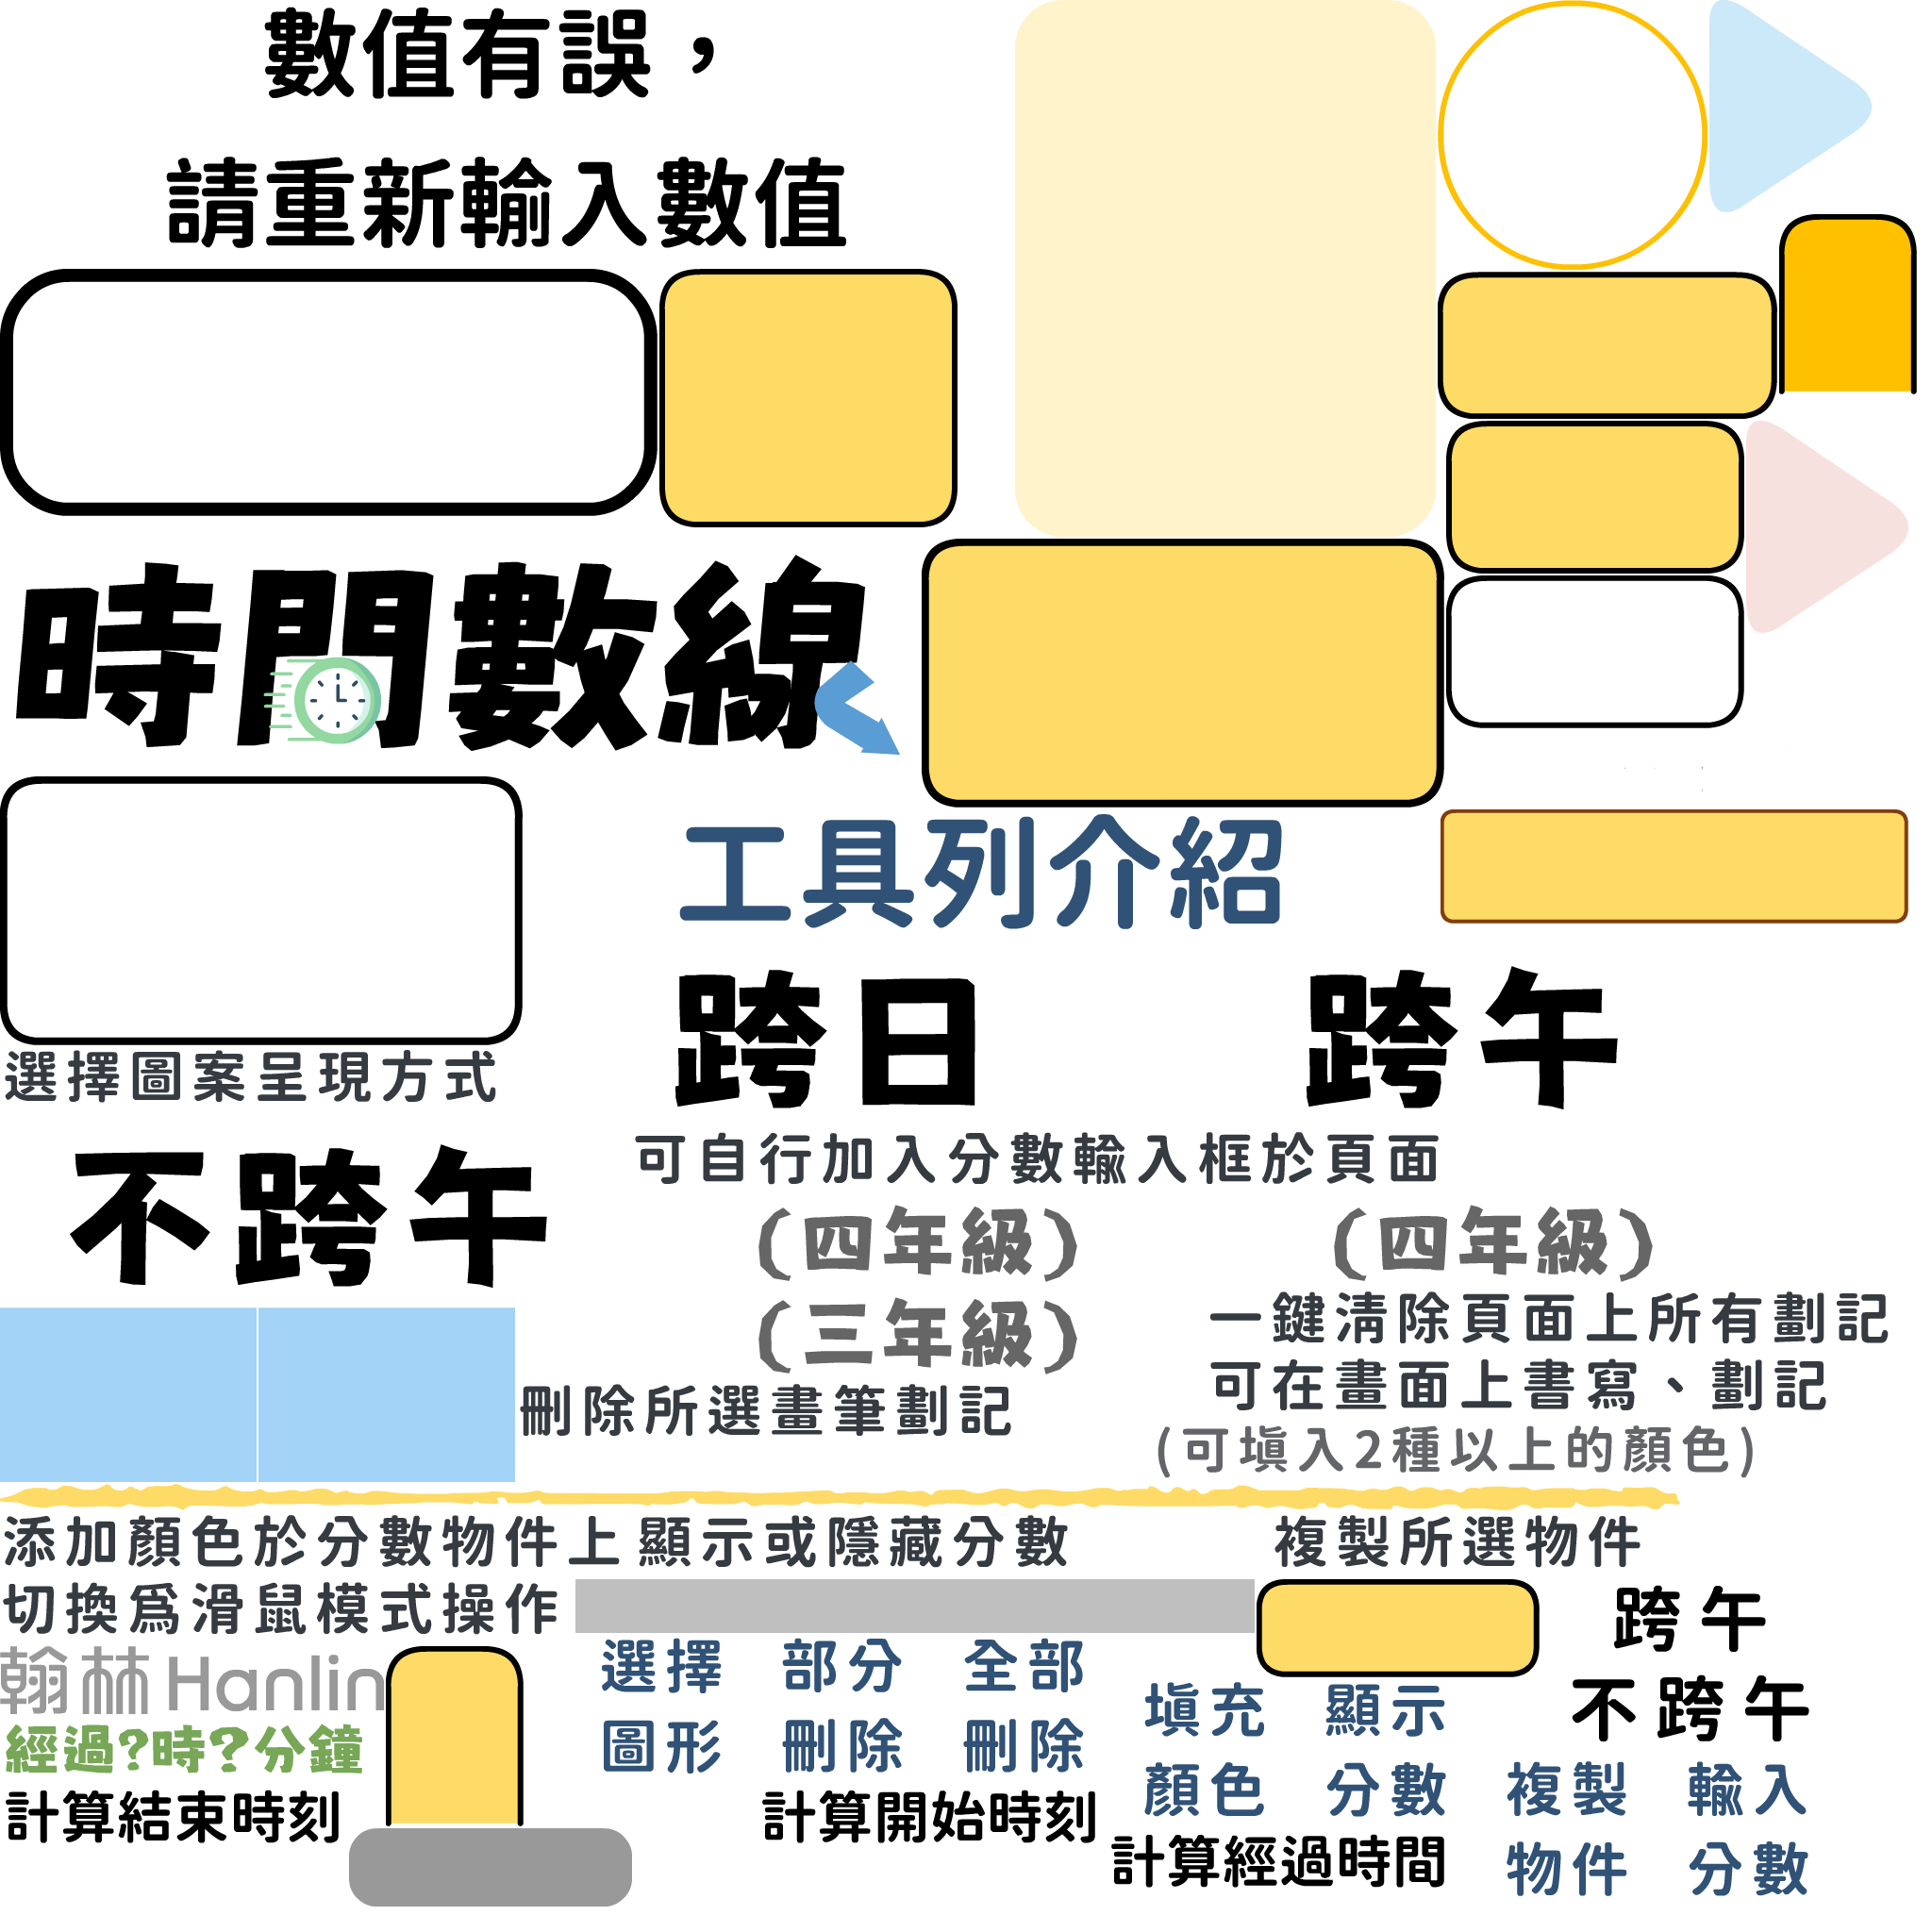 數值有誤，
請重新輸入數值
時間數線
工具列介紹
跨日
跨午
選擇圖案呈現方式
可自行加入分數輸入框於頁面
不跨午
(四年級)
(四年級)
(三年級)
一鍵清除頁面上所有劃記
可在畫面上書寫、劃記
刪除所選畫筆劃記
(可填入2種以上的顏色)
添加顏色於分數物件上
顯示或隱藏分數
複製所選物件
切換為滑鼠模式操作
跨午
翰林 Hanlin
選擇
圖形
部分
刪除
全部
刪除
填充
顏色
顯示
分數
不跨午
經過?時?分鐘
複製
物件
輸入
分數
計算結束時刻
計算開始時刻
計算經過時間